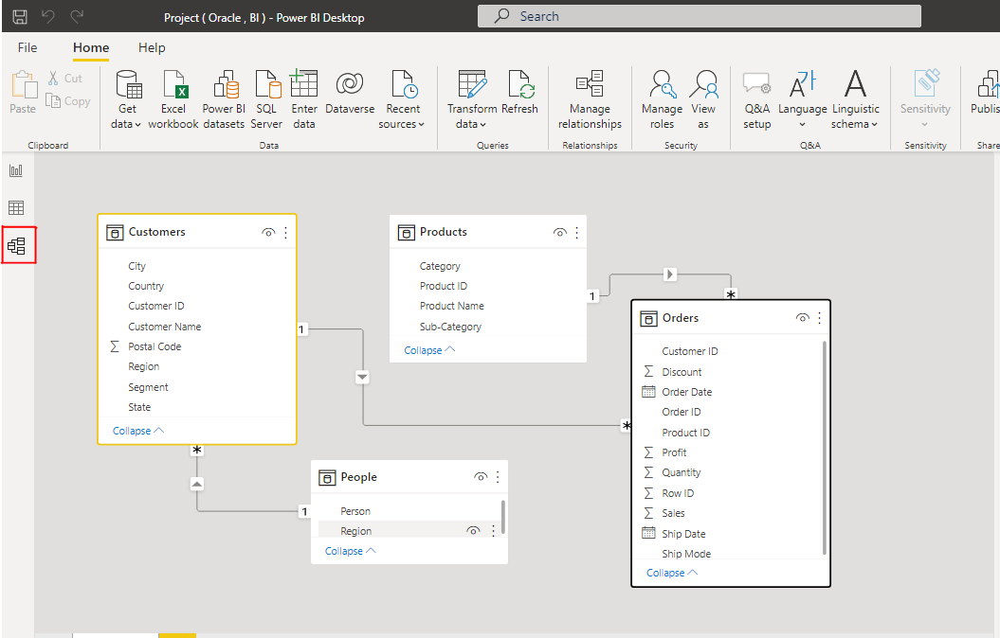 Project ( Oracle , BI ) - Power BI Desktop
Search
File Home Help
Paste
Cut
Copy
Clipboard
Get data
Excel workbook
Power BI datasets
SQL Server
Enter data
Dataverse
Recent sources
Data
Transform data
Refresh
Queries
Manage relationships
Relationships
Manage roles
View as
Security
Q&A setup
Language
Linguistic schema
Q&A
Sensitivity
Sensitivity
Publis
Share
Customers
City
Country
Customer ID
Customer Name
∑ Postal Code
Region
Segment
State
Collapse
1
*
*
1
Products
Category
Product ID
Product Name
Sub-Category
Collapse
1
*
People
Person
Region
Collapse
Orders
Customer ID
∑ Discount
Order Date
Order ID
Product ID
∑ Profit
∑ Quantity
∑ Row ID
∑ Sales
Ship Date
Ship Mode
Collapse